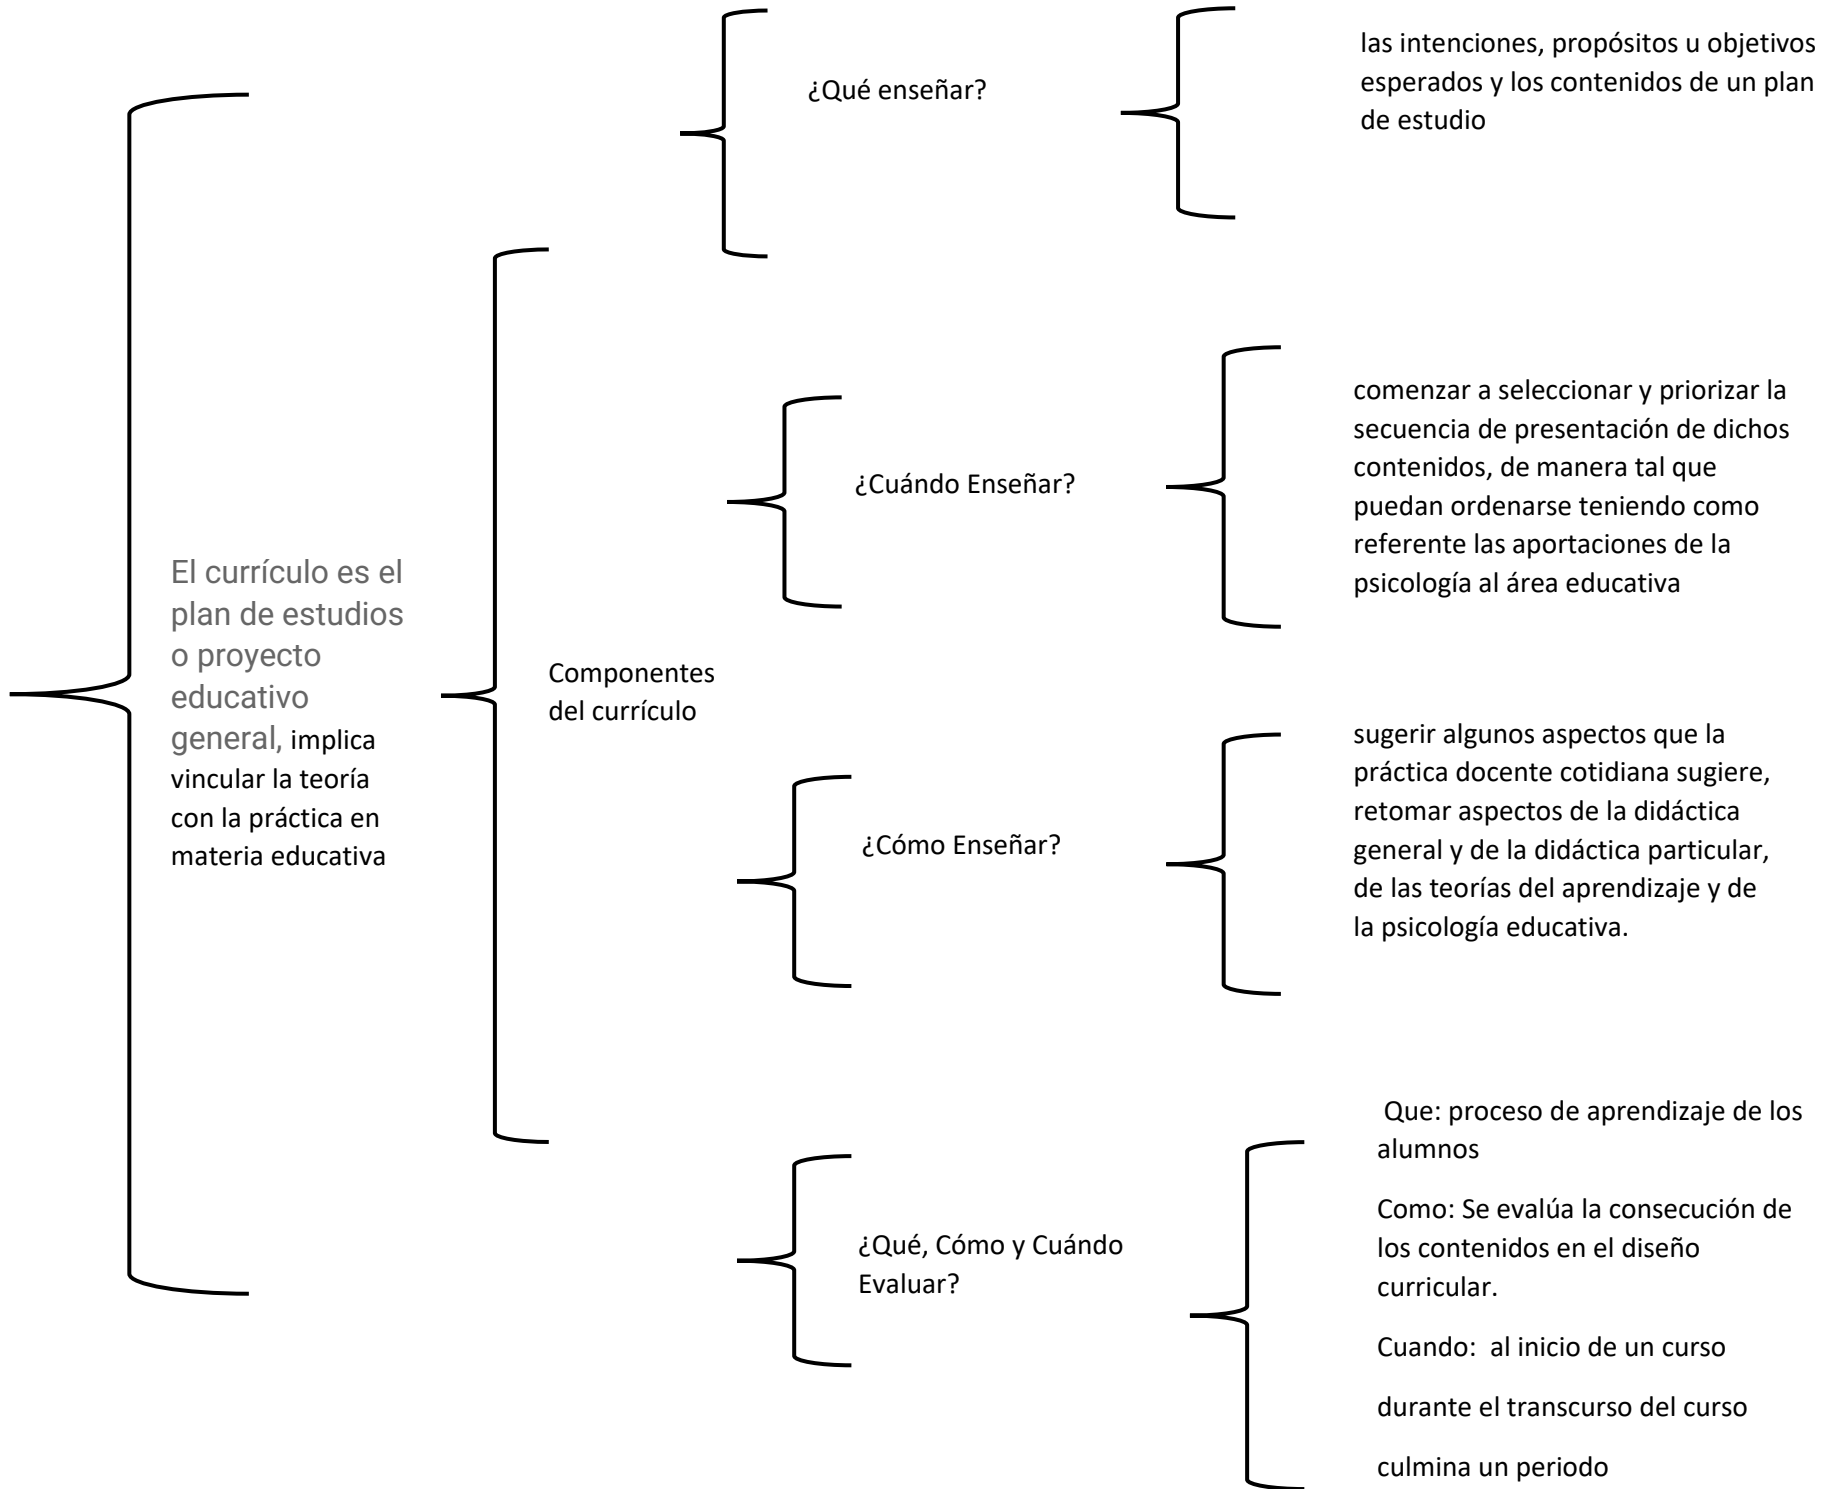 El currículo es el
plan de estudios
o proyecto
educativo
general, implica
vincular la teoría
con la práctica en
materia educativa
Componentes
del currículo
¿Qué enseñar?
las intenciones, propósitos u objetivos
esperados y los contenidos de un plan
de estudio
¿Cuándo Enseñar?
comenzar a seleccionar y priorizar la
secuencia de presentación de dichos
contenidos, de manera tal que
puedan ordenarse teniendo como
referente las aportaciones de la
psicología al área educativa
¿Cómo Enseñar?
sugerir algunos aspectos que la
práctica docente cotidiana sugiere,
retomar aspectos de la didáctica
general y de la didáctica particular,
de las teorías del aprendizaje y de
la psicología educativa.
¿Qué, Cómo y Cuándo
Evaluar?
Que: proceso de aprendizaje de los
alumnos
Como: Se evalúa la consecución de
los contenidos en el diseño
curricular.
Cuando:  al inicio de un curso
durante el transcurso del curso
culmina un periodo